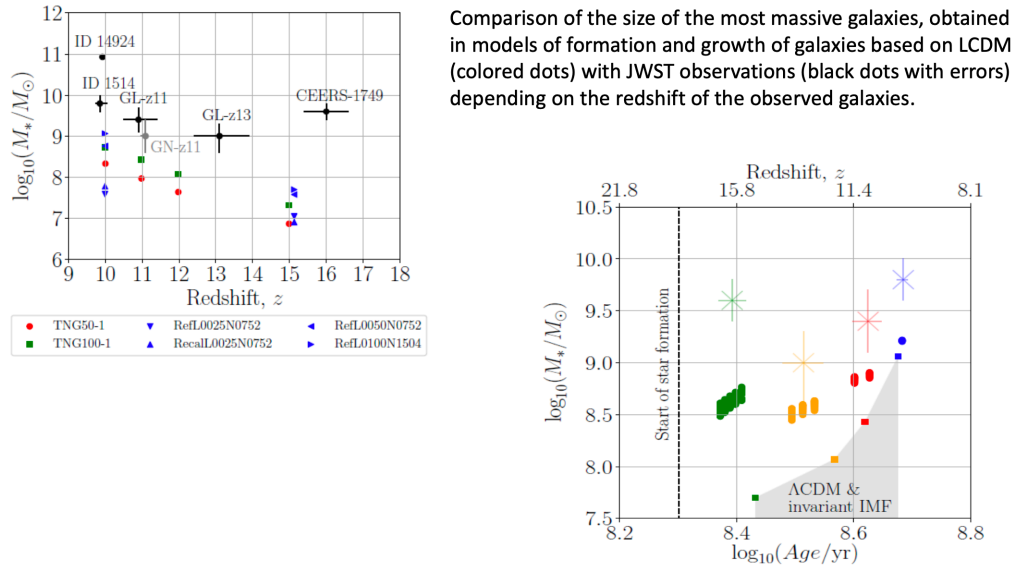 Comparison of the size of the most massive galaxies, obtained
in models of formation and growth of galaxies based on LCDM
(colored dots) with JWST observations (black dots with errors)
depending on the redshift of the observed galaxies.
12
11
10
9
8
7
6
log₁₀(M*/M⊙)
ID 14924
ID 1514
GL-z11
GN-z11
GL-z13
CEERS-1749
9 10 11 12 13 14 15 16 17 18
Redshift, z
TNG50-1 RefL0025N0752 RefL0050N0752
TNG100-1 RecalL0025N0752 RefL0100N1504
Redshift, z
21.8 15.8 11.4 8.1
10.5
10.0
9.5
9.0
8.5
8.0
7.5
log₁₀(M*/M⊙)
Start of star formation
ΛCDM &
invariant IMF
8.2 8.4 8.6 8.8
log₁₀(Age/yr)